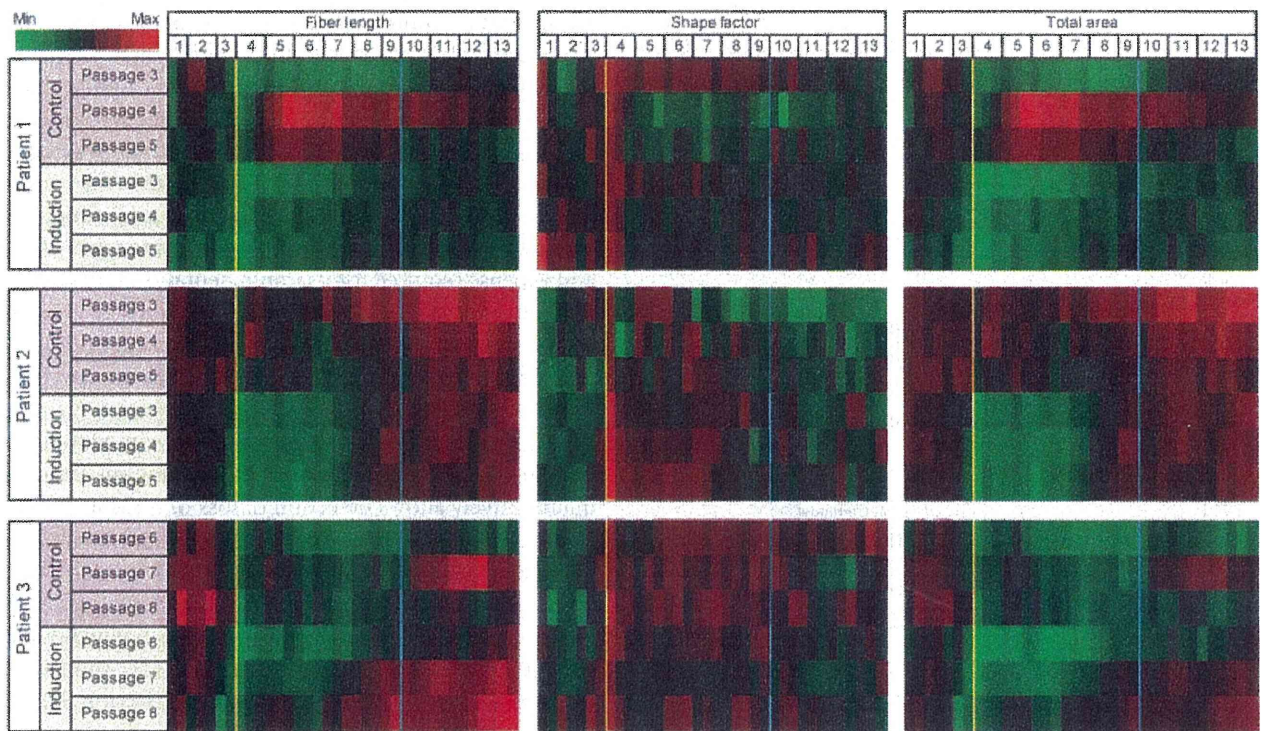 Min Max
Fiber length Shape factor Total area
1 2 3 4 5 6 7 8 9 10 11 12 13 1 2 3 4 5 6 7 8 9 10 11 12 13 1 2 3 4 5 6 7 8 9 10 11 12 13
Patient 1
Control
Passage 3
Passage 4
Passage 5
Induction
Passage 3
Passage 4
Passage 5
Patient 2
Control
Passage 3
Passage 4
Passage 5
Induction
Passage 3
Passage 4
Passage 5
Patient 3
Control
Passage 6
Passage 7
Passage 8
Induction
Passage 6
Passage 7
Passage 8